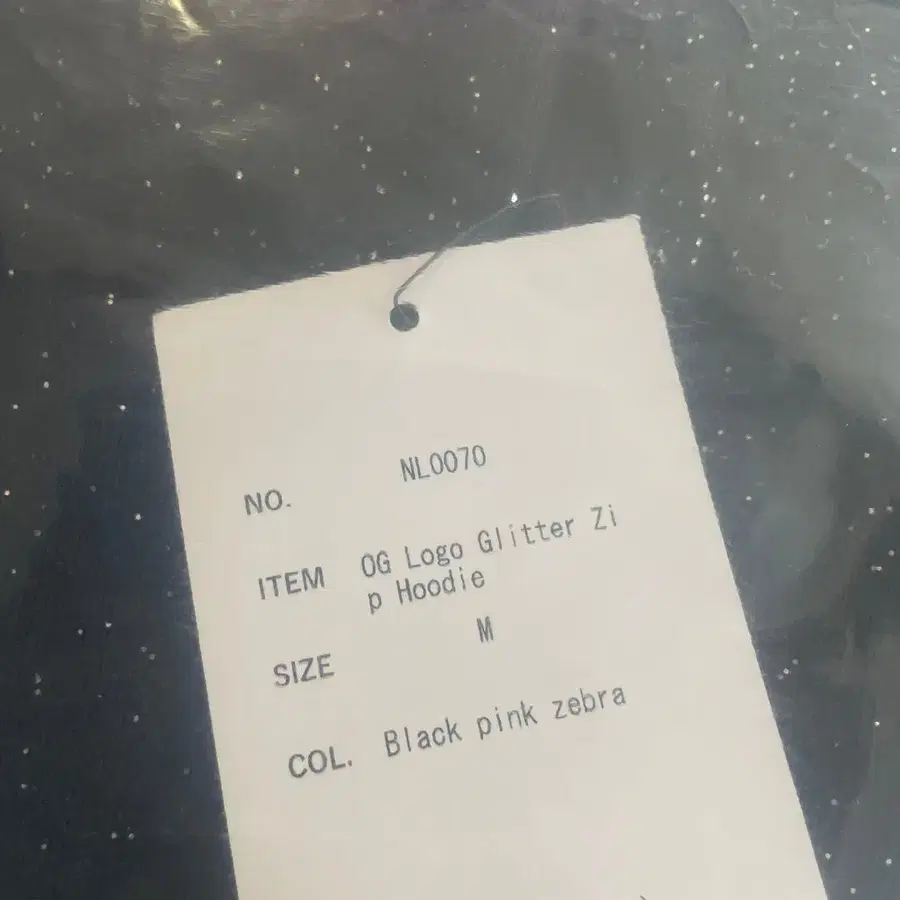 NO. NL0070
ITEM OG Logo Glitter Zi
p Hoodie
SIZE M
COL. Black pink zebra